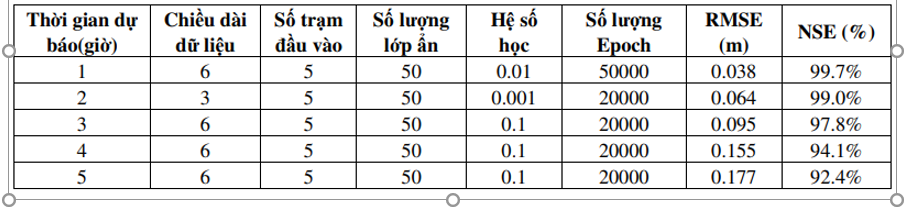 Thời gian dự báo(giờ) | Chiều dài dữ liệu | Số trạm đầu vào | Số lượng lớp ẩn | Hệ số học | Số lượng Epoch | RMSE (m) | NSE (%)
1 | 6 | 5 | 50 | 0.01 | 50000 | 0.038 | 99.7%
2 | 3 | 5 | 50 | 0.001 | 20000 | 0.064 | 99.0%
3 | 6 | 5 | 50 | 0.1 | 20000 | 0.095 | 97.8%
4 | 6 | 5 | 50 | 0.1 | 20000 | 0.155 | 94.1%
5 | 6 | 5 | 50 | 0.1 | 20000 | 0.177 | 92.4%